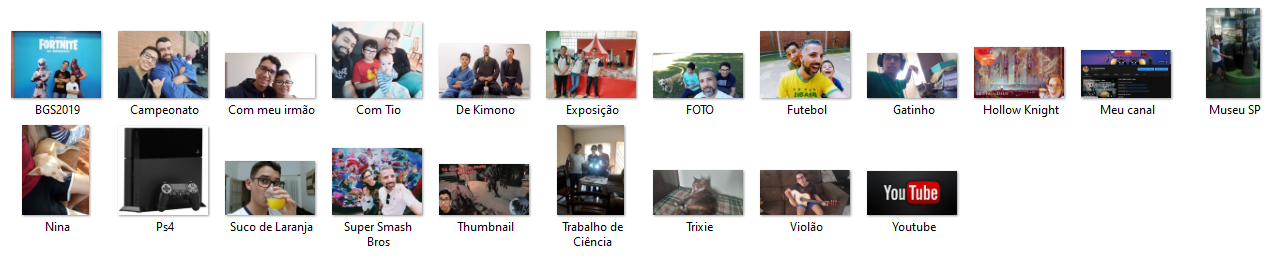 FORTNITE
BGS2019
Campeonato
Com meu irmão
Com Tio
De Kimono
Exposição
FOTO
Futebol
Gatinho
Hollow Knight
Meu canal
Museu SP
Nina
Ps4
Suco de Laranja
Super Smash
Bros
Thumbnail
Trabalho de
Ciência
Trixie
Violão
YouTube
Youtube